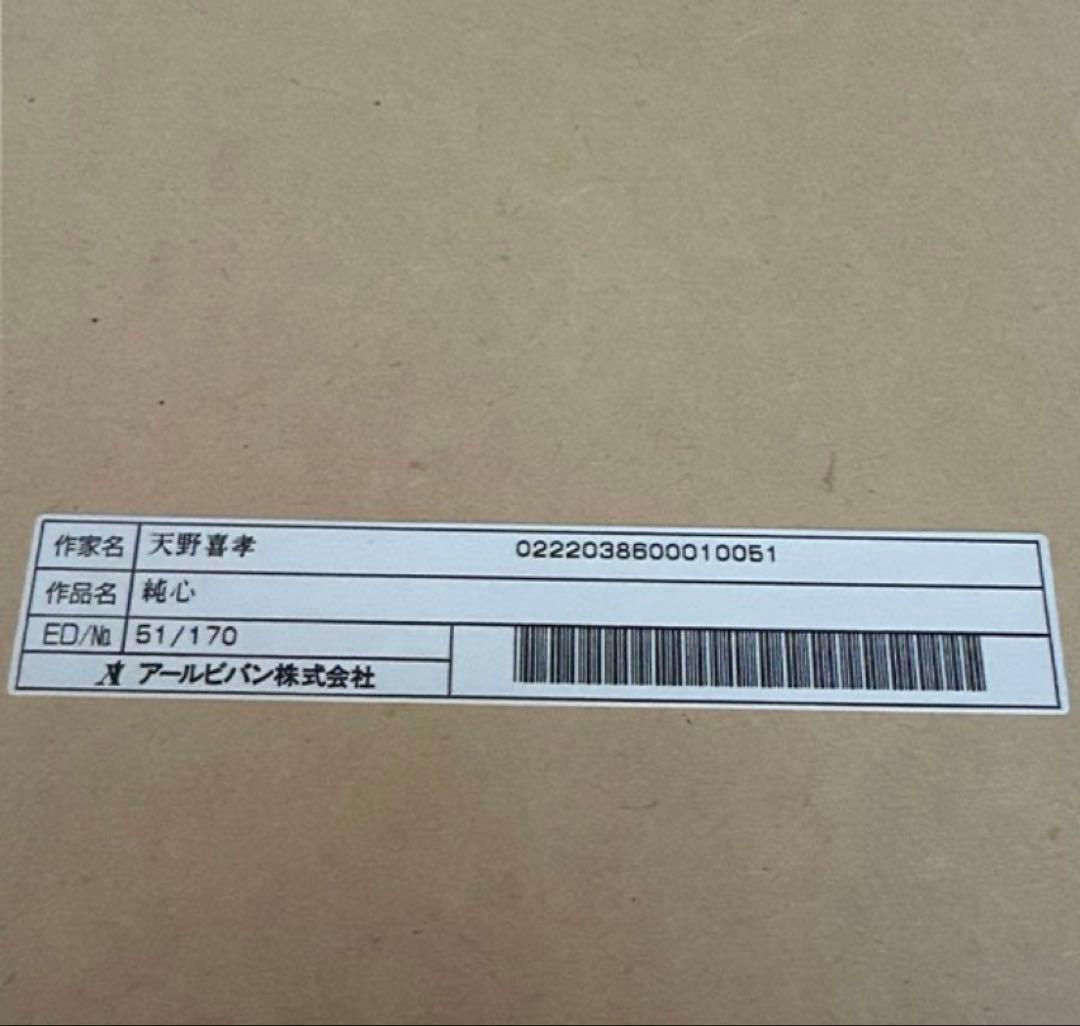 作家名 天野喜孝 0222038600010051
作品名 純心
ED/№ 51/170
アールビバン株式会社